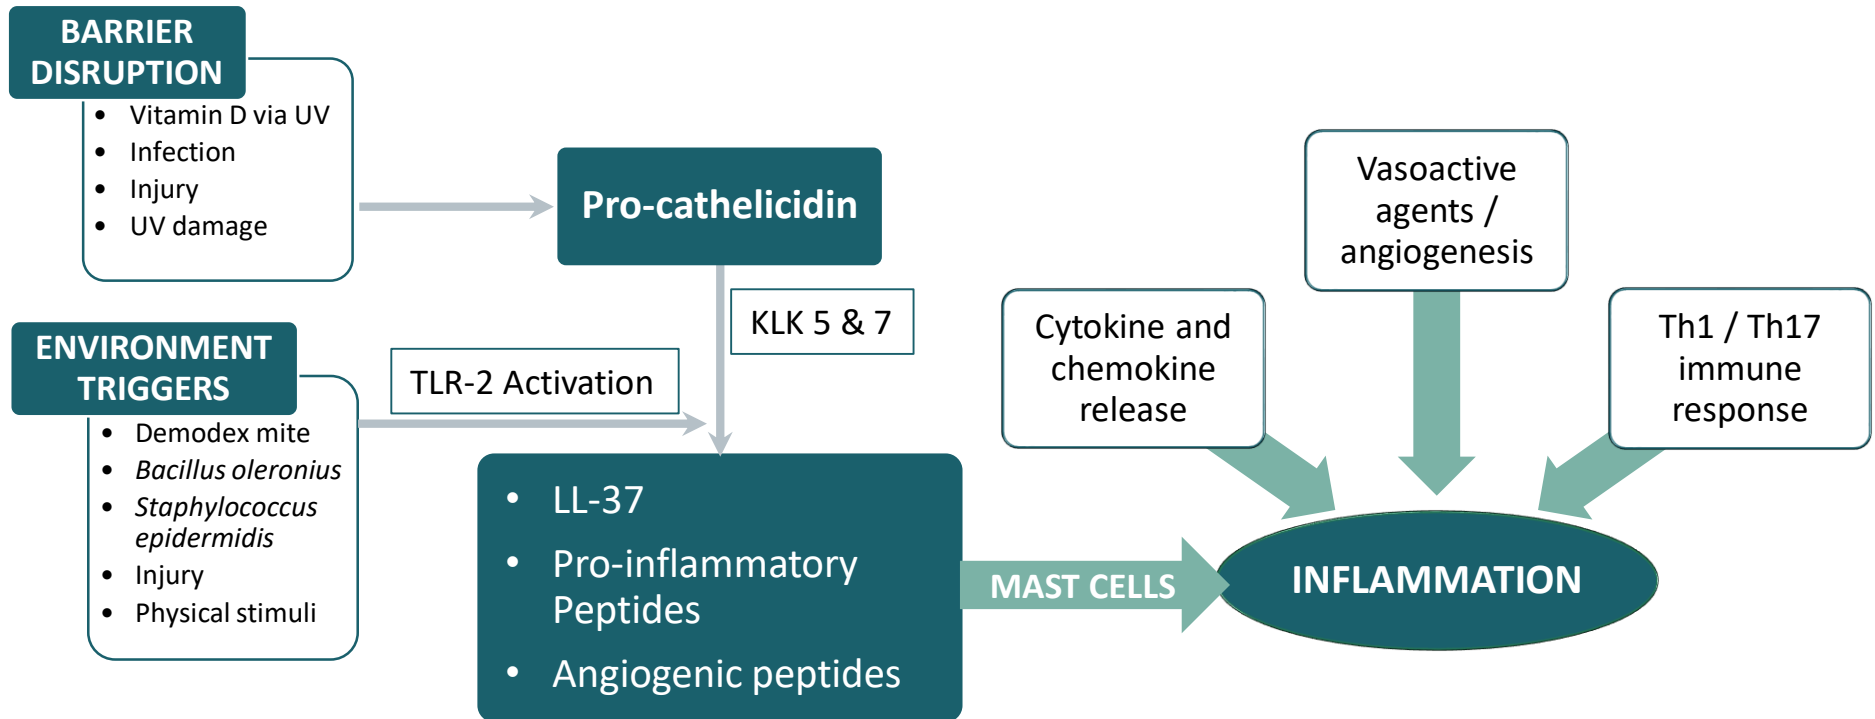 BARRIER
DISRUPTION
• Vitamin D via UV
• Infection
• Injury
• UV damage
Pro-cathelicidin
KLK 5 & 7
ENVIRONMENT
TRIGGERS
• Demodex mite
• Bacillus oleronius
• Staphylococcus
epidermidis
• Injury
• Physical stimuli
TLR-2 Activation
• LL-37
• Pro-inflammatory
Peptides
• Angiogenic peptides
MAST CELLS
Cytokine and
chemokine
release
Vasoactive
agents /
angiogenesis
Th1 / Th17
immune
response
INFLAMMATION